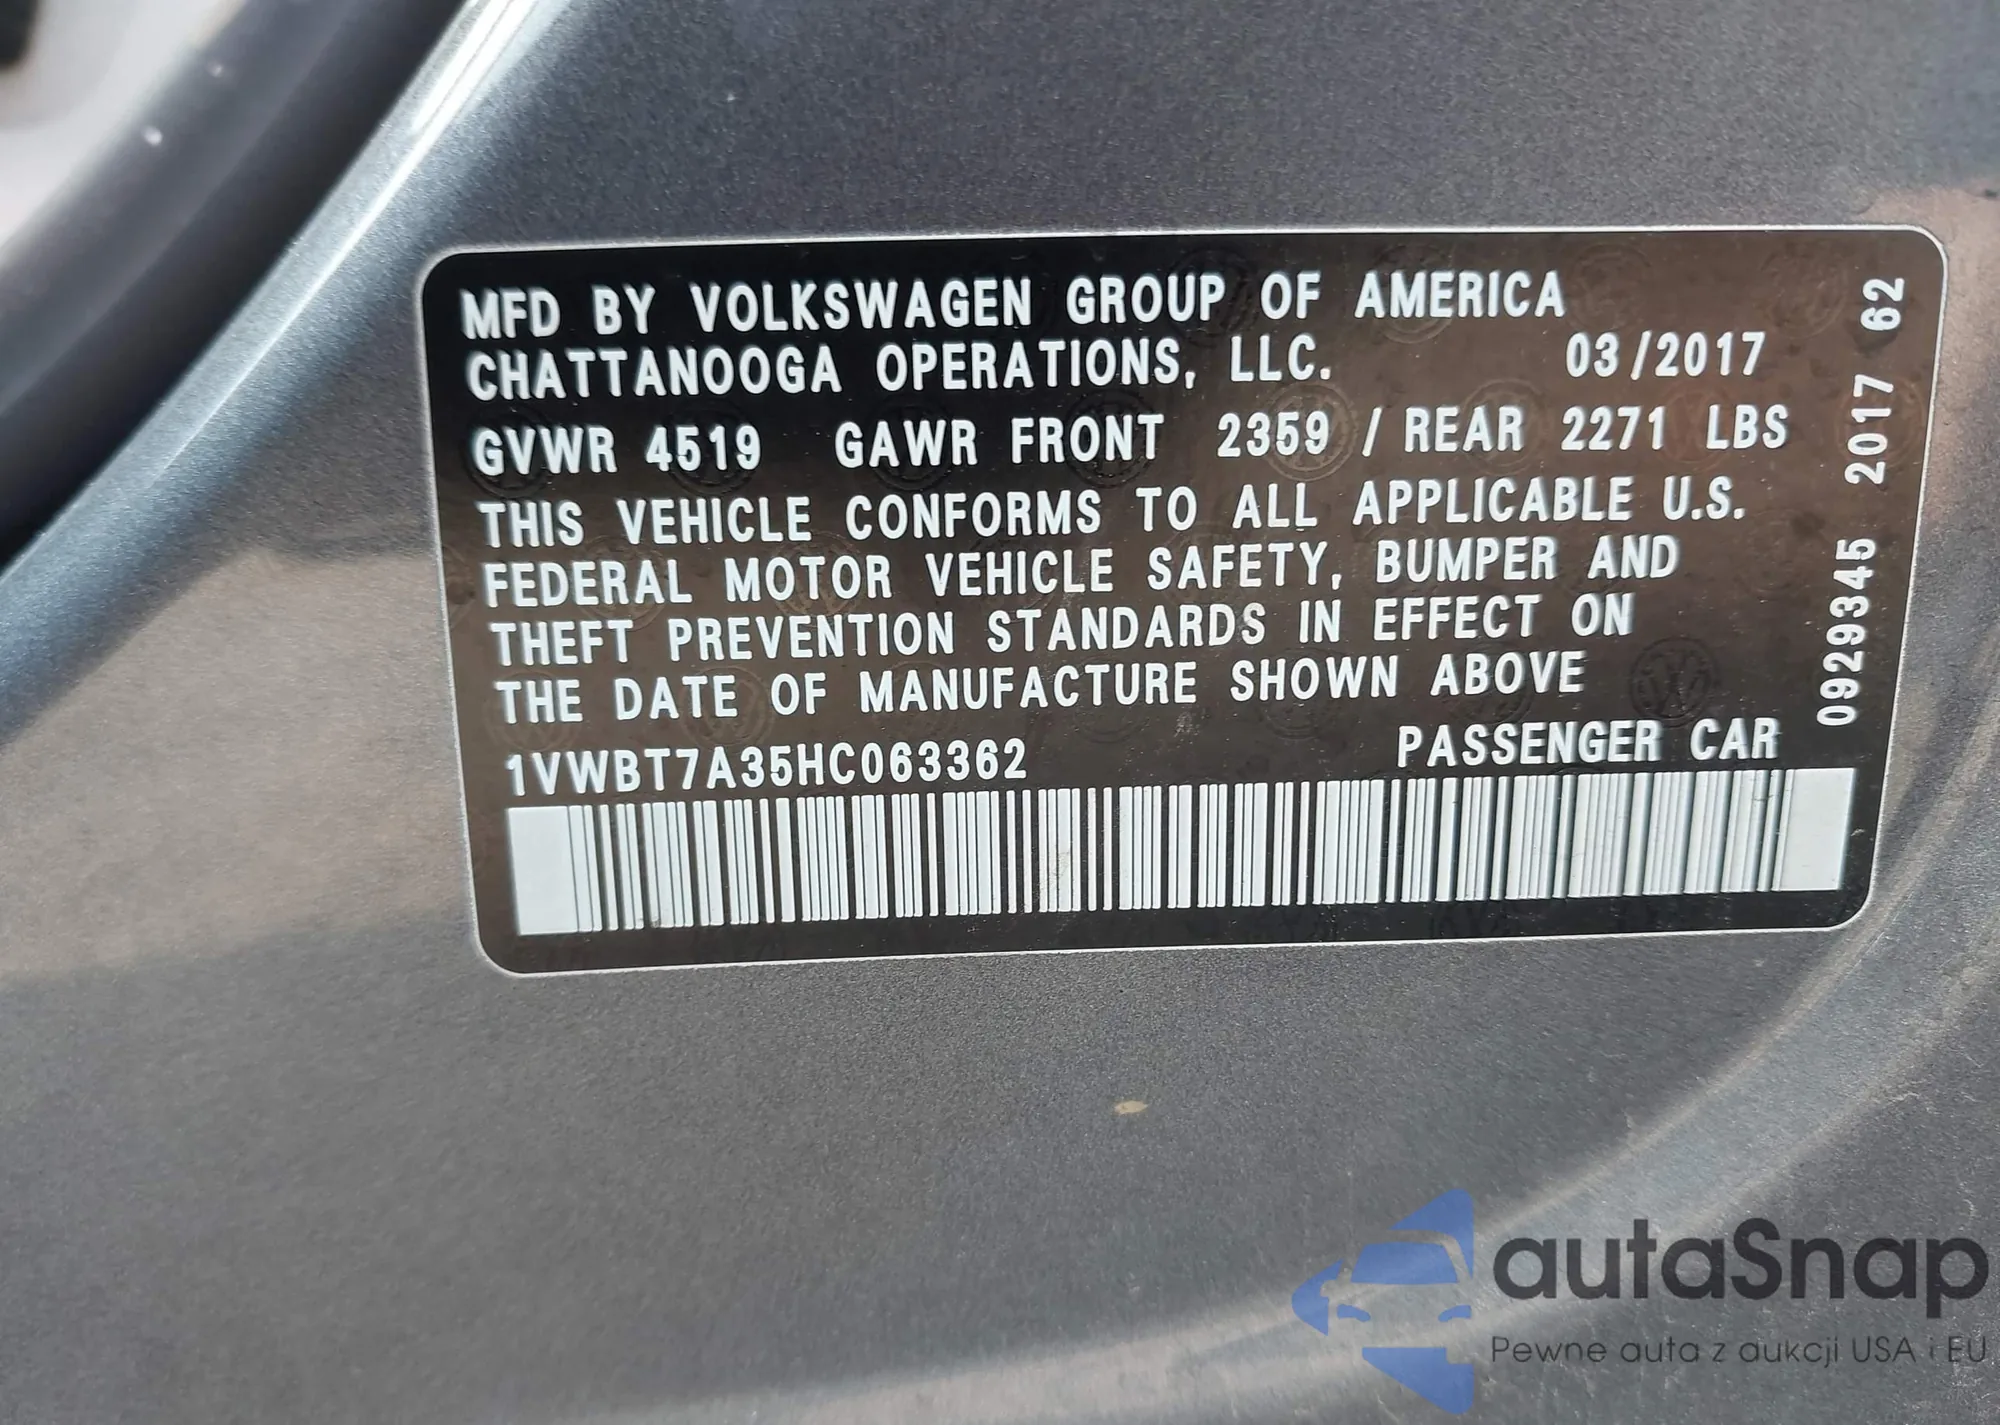 MFD BY VOLKSWAGEN GROUP OF AMERICA
CHATTANOOGA OPERATIONS, LLC. 03/2017
GVWR 4519 GAWR FRONT 2359 / REAR 2271 LBS
THIS VEHICLE CONFORMS TO ALL APPLICABLE U.S.
FEDERAL MOTOR VEHICLE SAFETY, BUMPER AND
THEFT PREVENTION STANDARDS IN EFFECT ON
THE DATE OF MANUFACTURE SHOWN ABOVE
1VWBT7A35HC063362 PASSENGER CAR
0929345 2017 62
autaSnap
Pewne auta z aukcji USA i EU